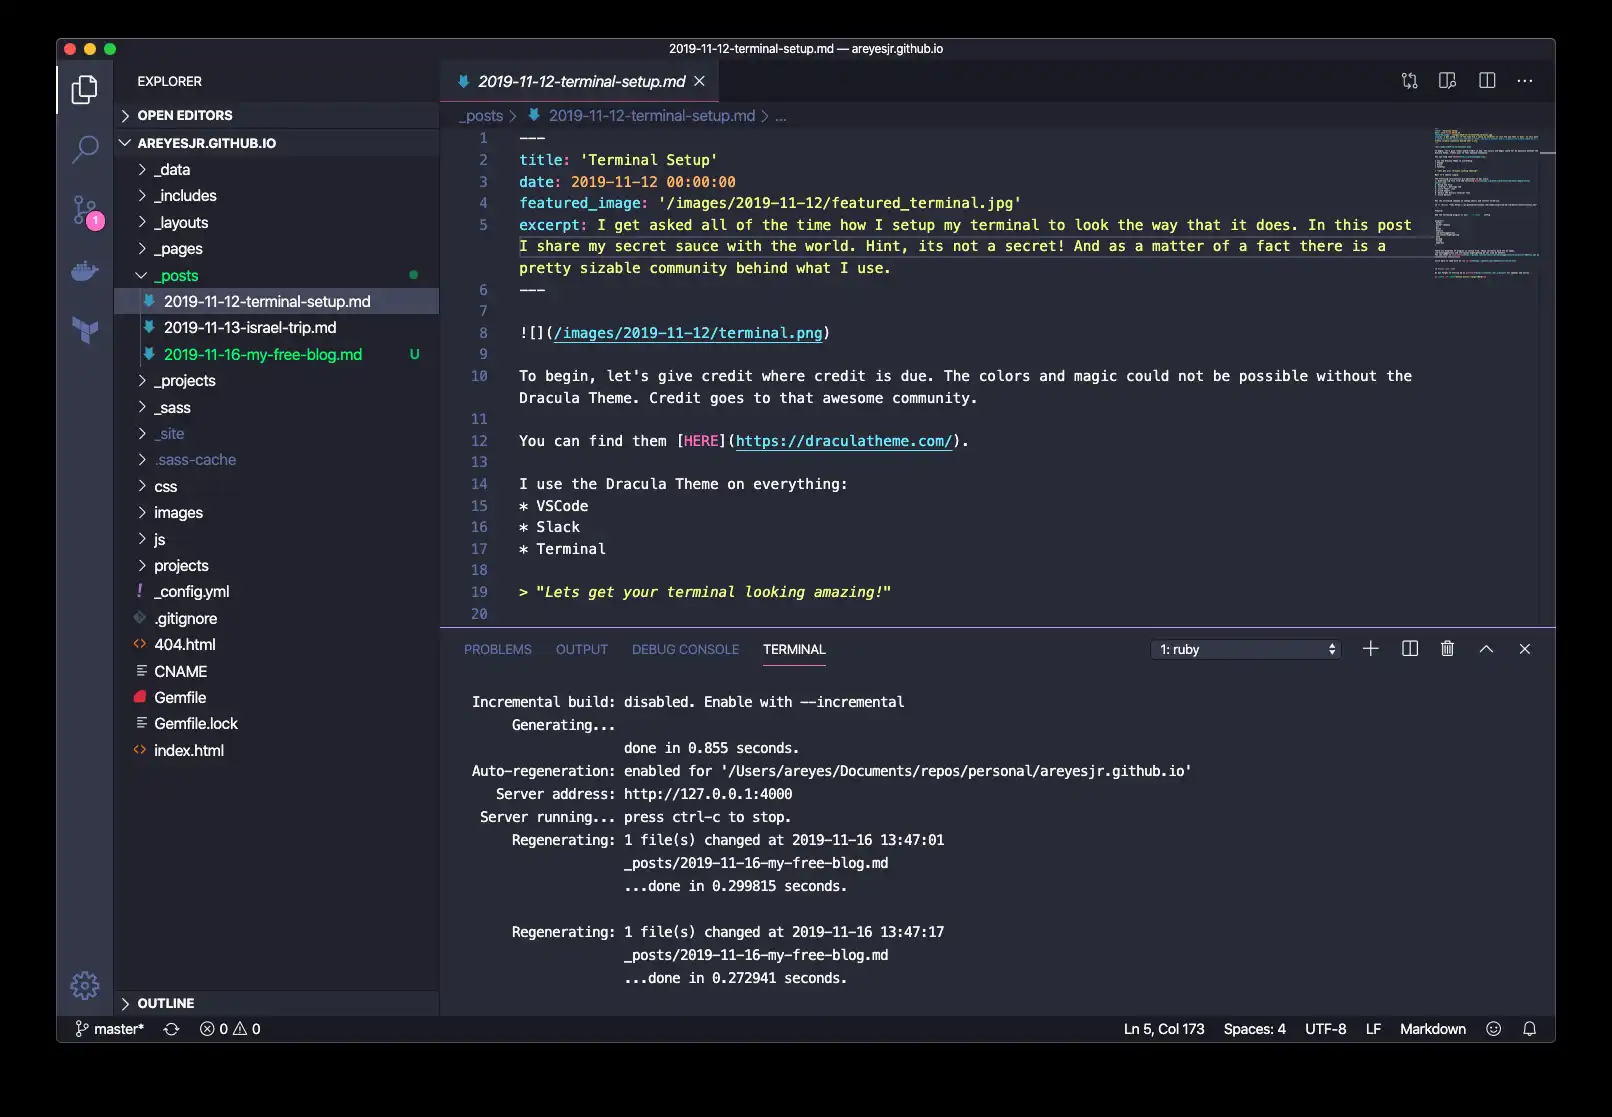 2019-11-12-terminal-setup.md — areyesjr.github.io
EXPLORER
OPEN EDITORS
AREYESJR.GITHUB.IO
_data
_includes
_layouts
_pages
_posts
2019-11-12-terminal-setup.md
2019-11-13-israel-trip.md
2019-11-16-my-free-blog.md U
_projects
_sass
_site
.sass-cache
css
images
js
projects
! _config.yml
.gitignore
<> 404.html
CNAME
Gemfile
Gemfile.lock
<> index.html
OUTLINE
1
2019-11-12-terminal-setup.md ×
_posts > 2019-11-12-terminal-setup.md > ...
1 ---
2 title: 'Terminal Setup'
3 date: 2019-11-12 00:00:00
4 featured_image: '/images/2019-11-12/featured_terminal.jpg'
5 excerpt: I get asked all of the time how I setup my terminal to look the way that it does. In this post
I share my secret sauce with the world. Hint, its not a secret! And as a matter of a fact there is a
pretty sizable community behind what I use.
6 ---
7
8 ![](/images/2019-11-12/terminal.png)
9
10 To begin, let's give credit where credit is due. The colors and magic could not be possible without the
Dracula Theme. Credit goes to that awesome community.
11
12 You can find them [HERE](https://draculatheme.com/).
13
14 I use the Dracula Theme on everything:
15 * VSCode
16 * Slack
17 * Terminal
18
19 > "Lets get your terminal looking amazing!"
20
PROBLEMS OUTPUT DEBUG CONSOLE TERMINAL 1: ruby
Incremental build: disabled. Enable with --incremental
Generating...
done in 0.855 seconds.
Auto-regeneration: enabled for '/Users/areyes/Documents/repos/personal/areyesjr.github.io'
Server address: http://127.0.0.1:4000
Server running... press ctrl-c to stop.
Regenerating: 1 file(s) changed at 2019-11-16 13:47:01
_posts/2019-11-16-my-free-blog.md
...done in 0.299815 seconds.
Regenerating: 1 file(s) changed at 2019-11-16 13:47:17
_posts/2019-11-16-my-free-blog.md
...done in 0.272941 seconds.
master* 0 0 Ln 5, Col 173 Spaces: 4 UTF-8 LF Markdown